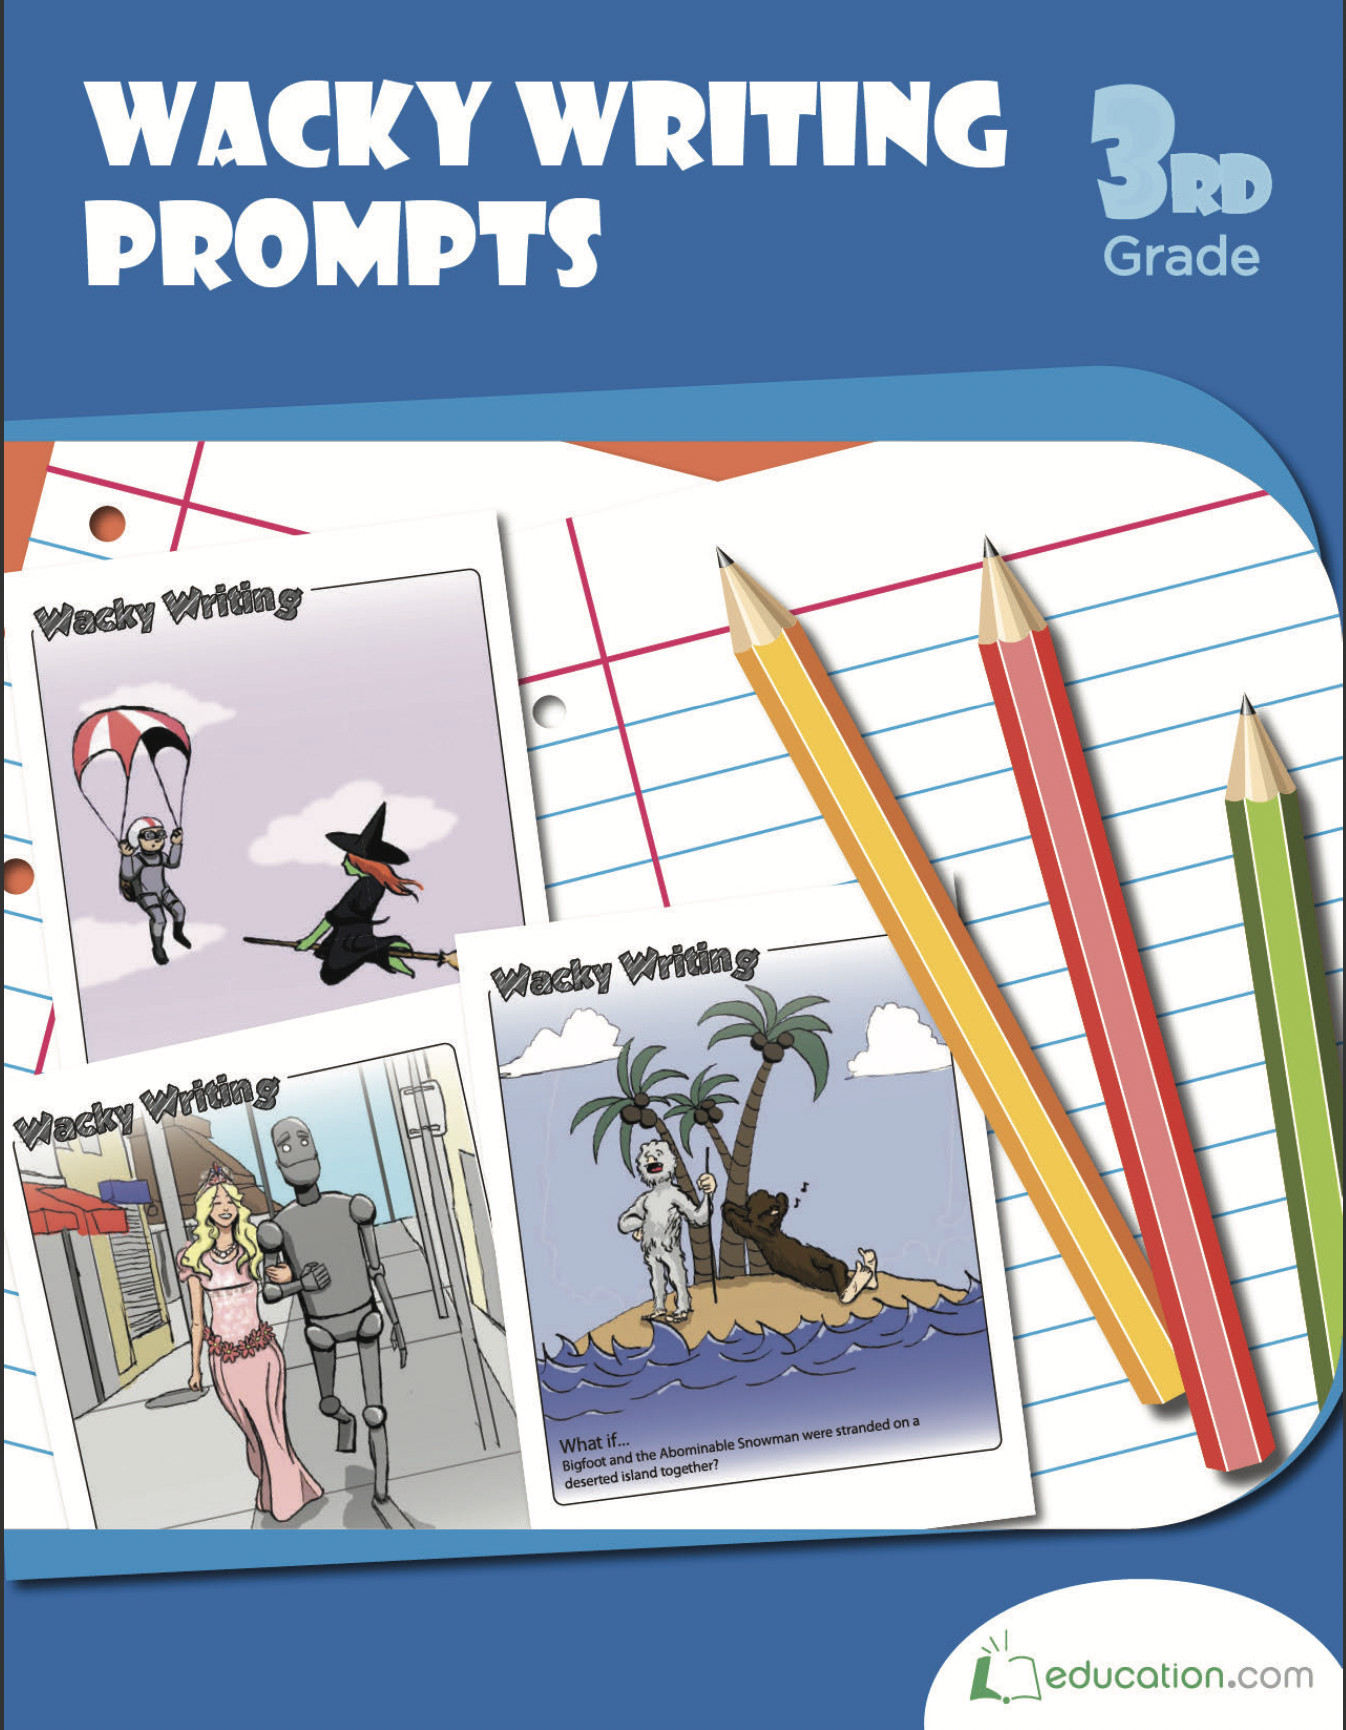 WACKY WRITING
PROMPTS
3RD
Grade
Wacky Writing
Wacky Writing
Wacky Writing
What if...
Bigfoot and the Abominable Snowman were stranded on a
deserted island together?
education.com